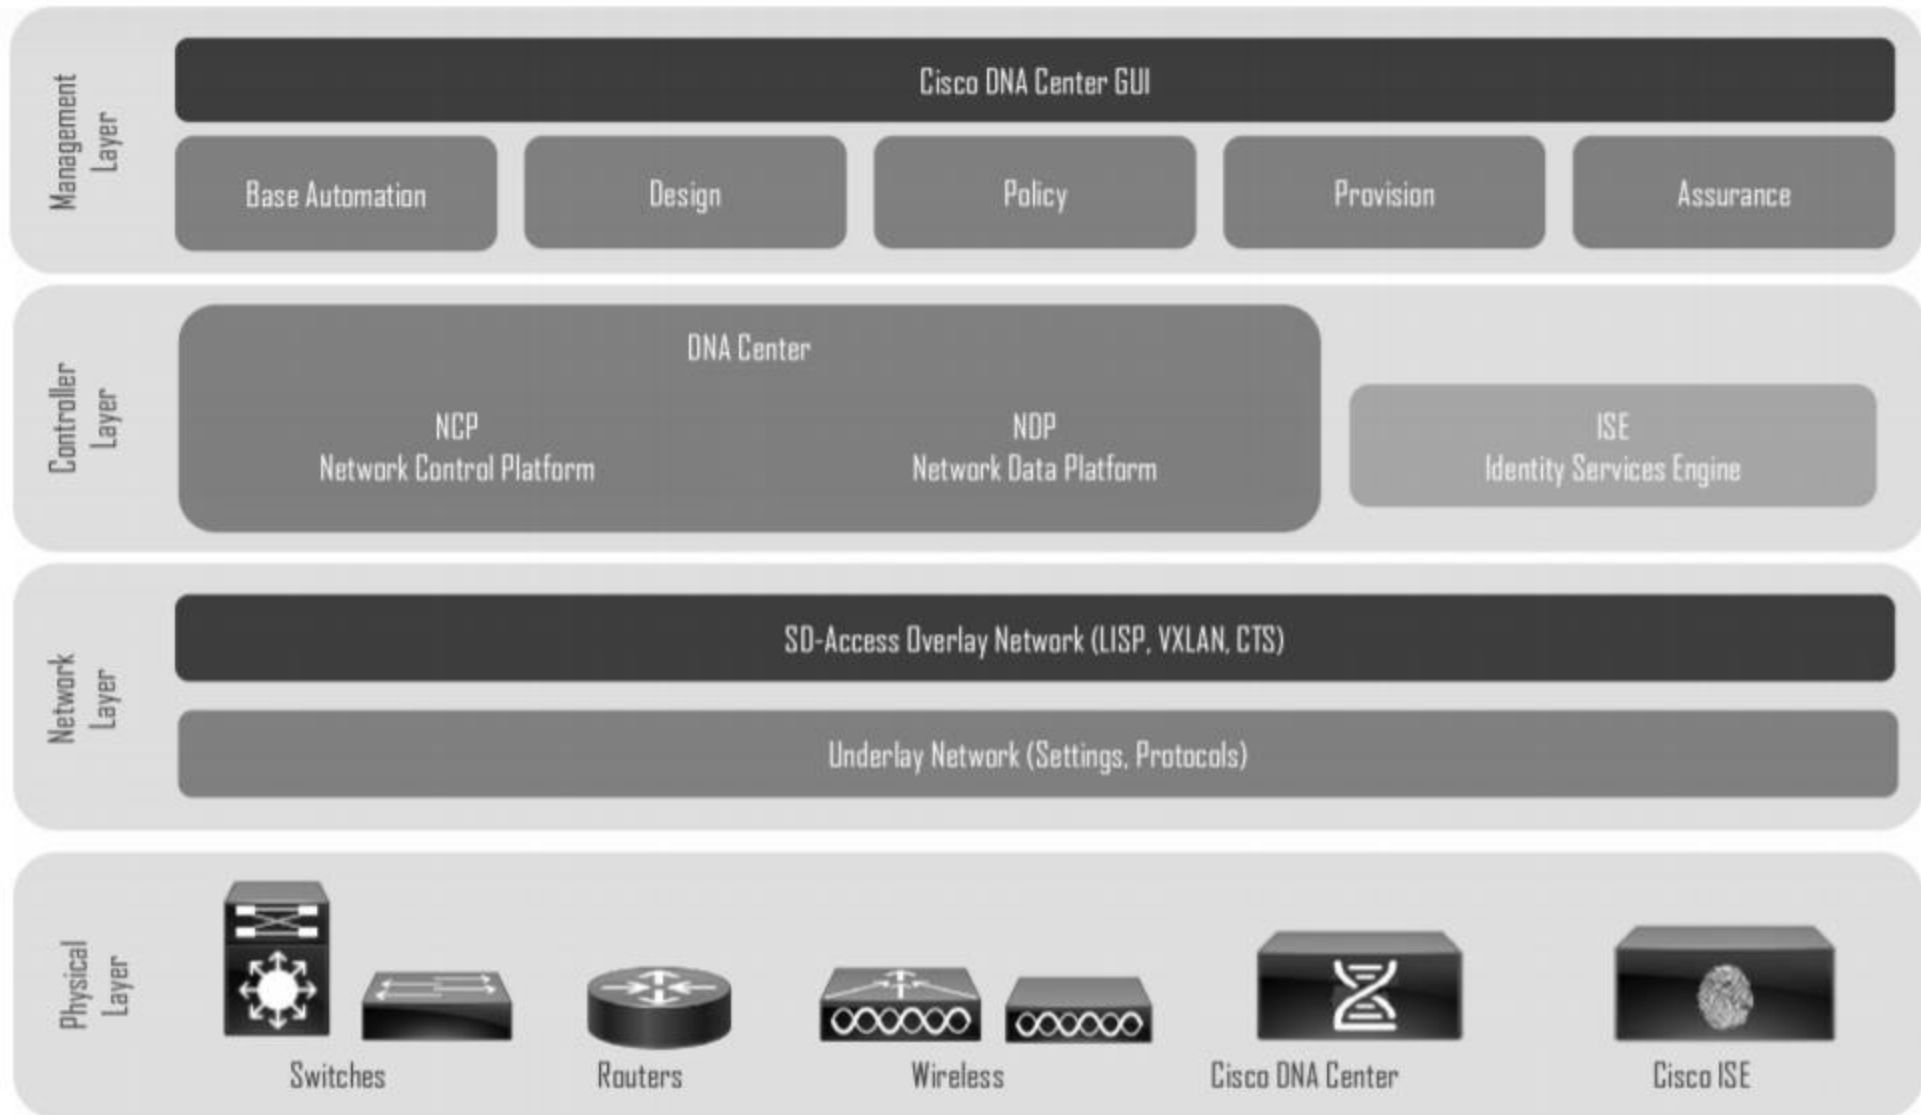 Management
Layer
Cisco DNA Center GUI
Base Automation
Design
Policy
Provision
Assurance
Controller
Layer
DNA Center
NCP
Network Control Platform
NDP
Network Data Platform
ISE
Identity Services Engine
Network
Layer
SD-Access Overlay Network (LISP, VXLAN, CTS)
Underlay Network (Settings, Protocols)
Physical
Layer
Switches
Routers
Wireless
Cisco DNA Center
Cisco ISE